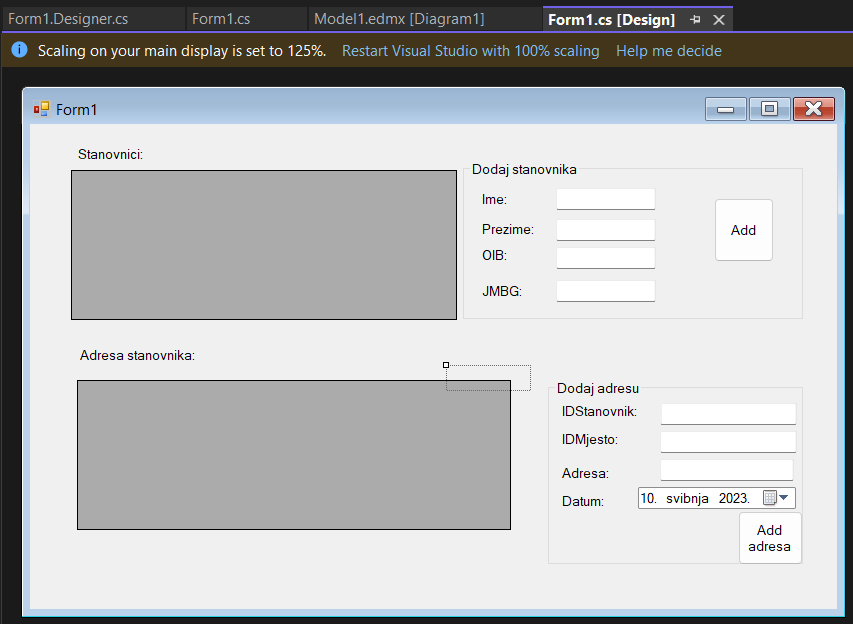 Form1.Designer.cs
Form1.cs
Model1.edmx [Diagram1]
Form1.cs [Design]
Scaling on your main display is set to 125%. Restart Visual Studio with 100% scaling Help me decide
Form1
Stanovnici:
Dodaj stanovnika
Ime:
Prezime:
OIB:
JMBG:
Add
Adresa stanovnika:
Dodaj adresu
IDStanovnik:
IDMjesto:
Adresa:
Datum:
10. svibnja 2023.
Add
adresa